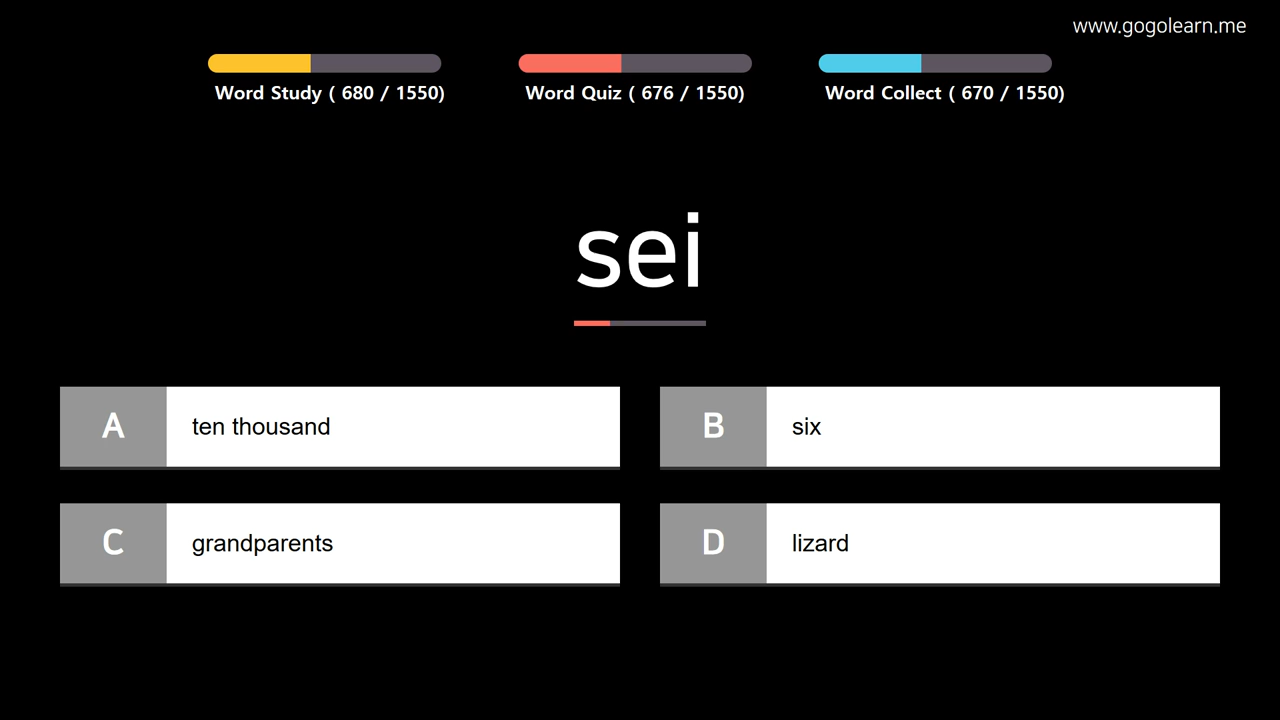 www.gogolearn.me
Word Study ( 680 / 1550)
Word Quiz ( 676 / 1550)
Word Collect ( 670 / 1550)
sei
A
ten thousand
B
six
C
grandparents
D
lizard